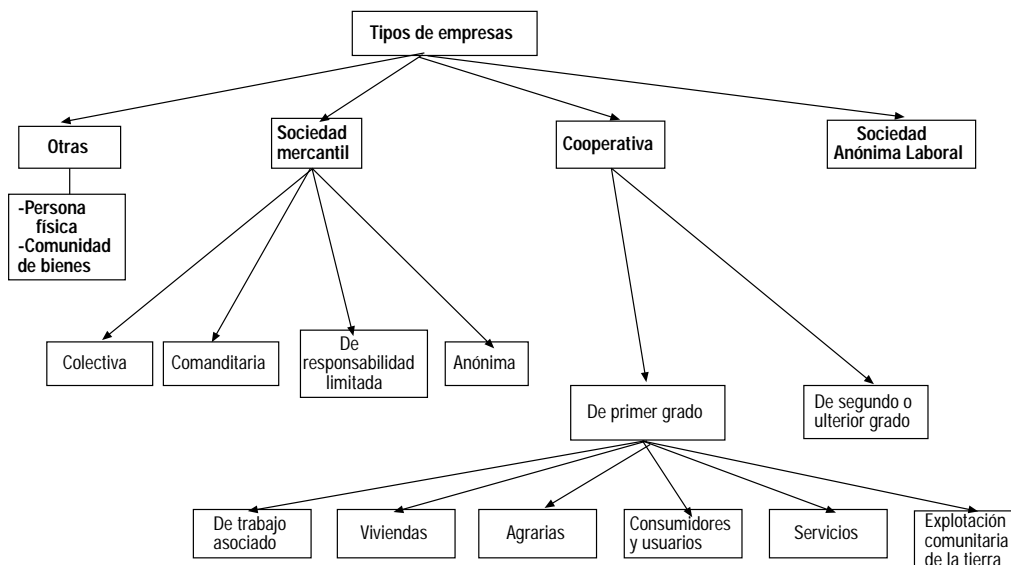 Tipos de empresas
Otras
Sociedad
mercantil
Cooperativa
Sociedad
Anónima Laboral
-Persona
física
-Comunidad
de bienes
Colectiva
Comanditaria
De
responsabilidad
limitada
Anónima
De primer grado
De segundo o
ulterior grado
De trabajo
asociado
Viviendas
Agrarias
Consumidores
y usuarios
Servicios
Explotación
comunitaria
de la tierra